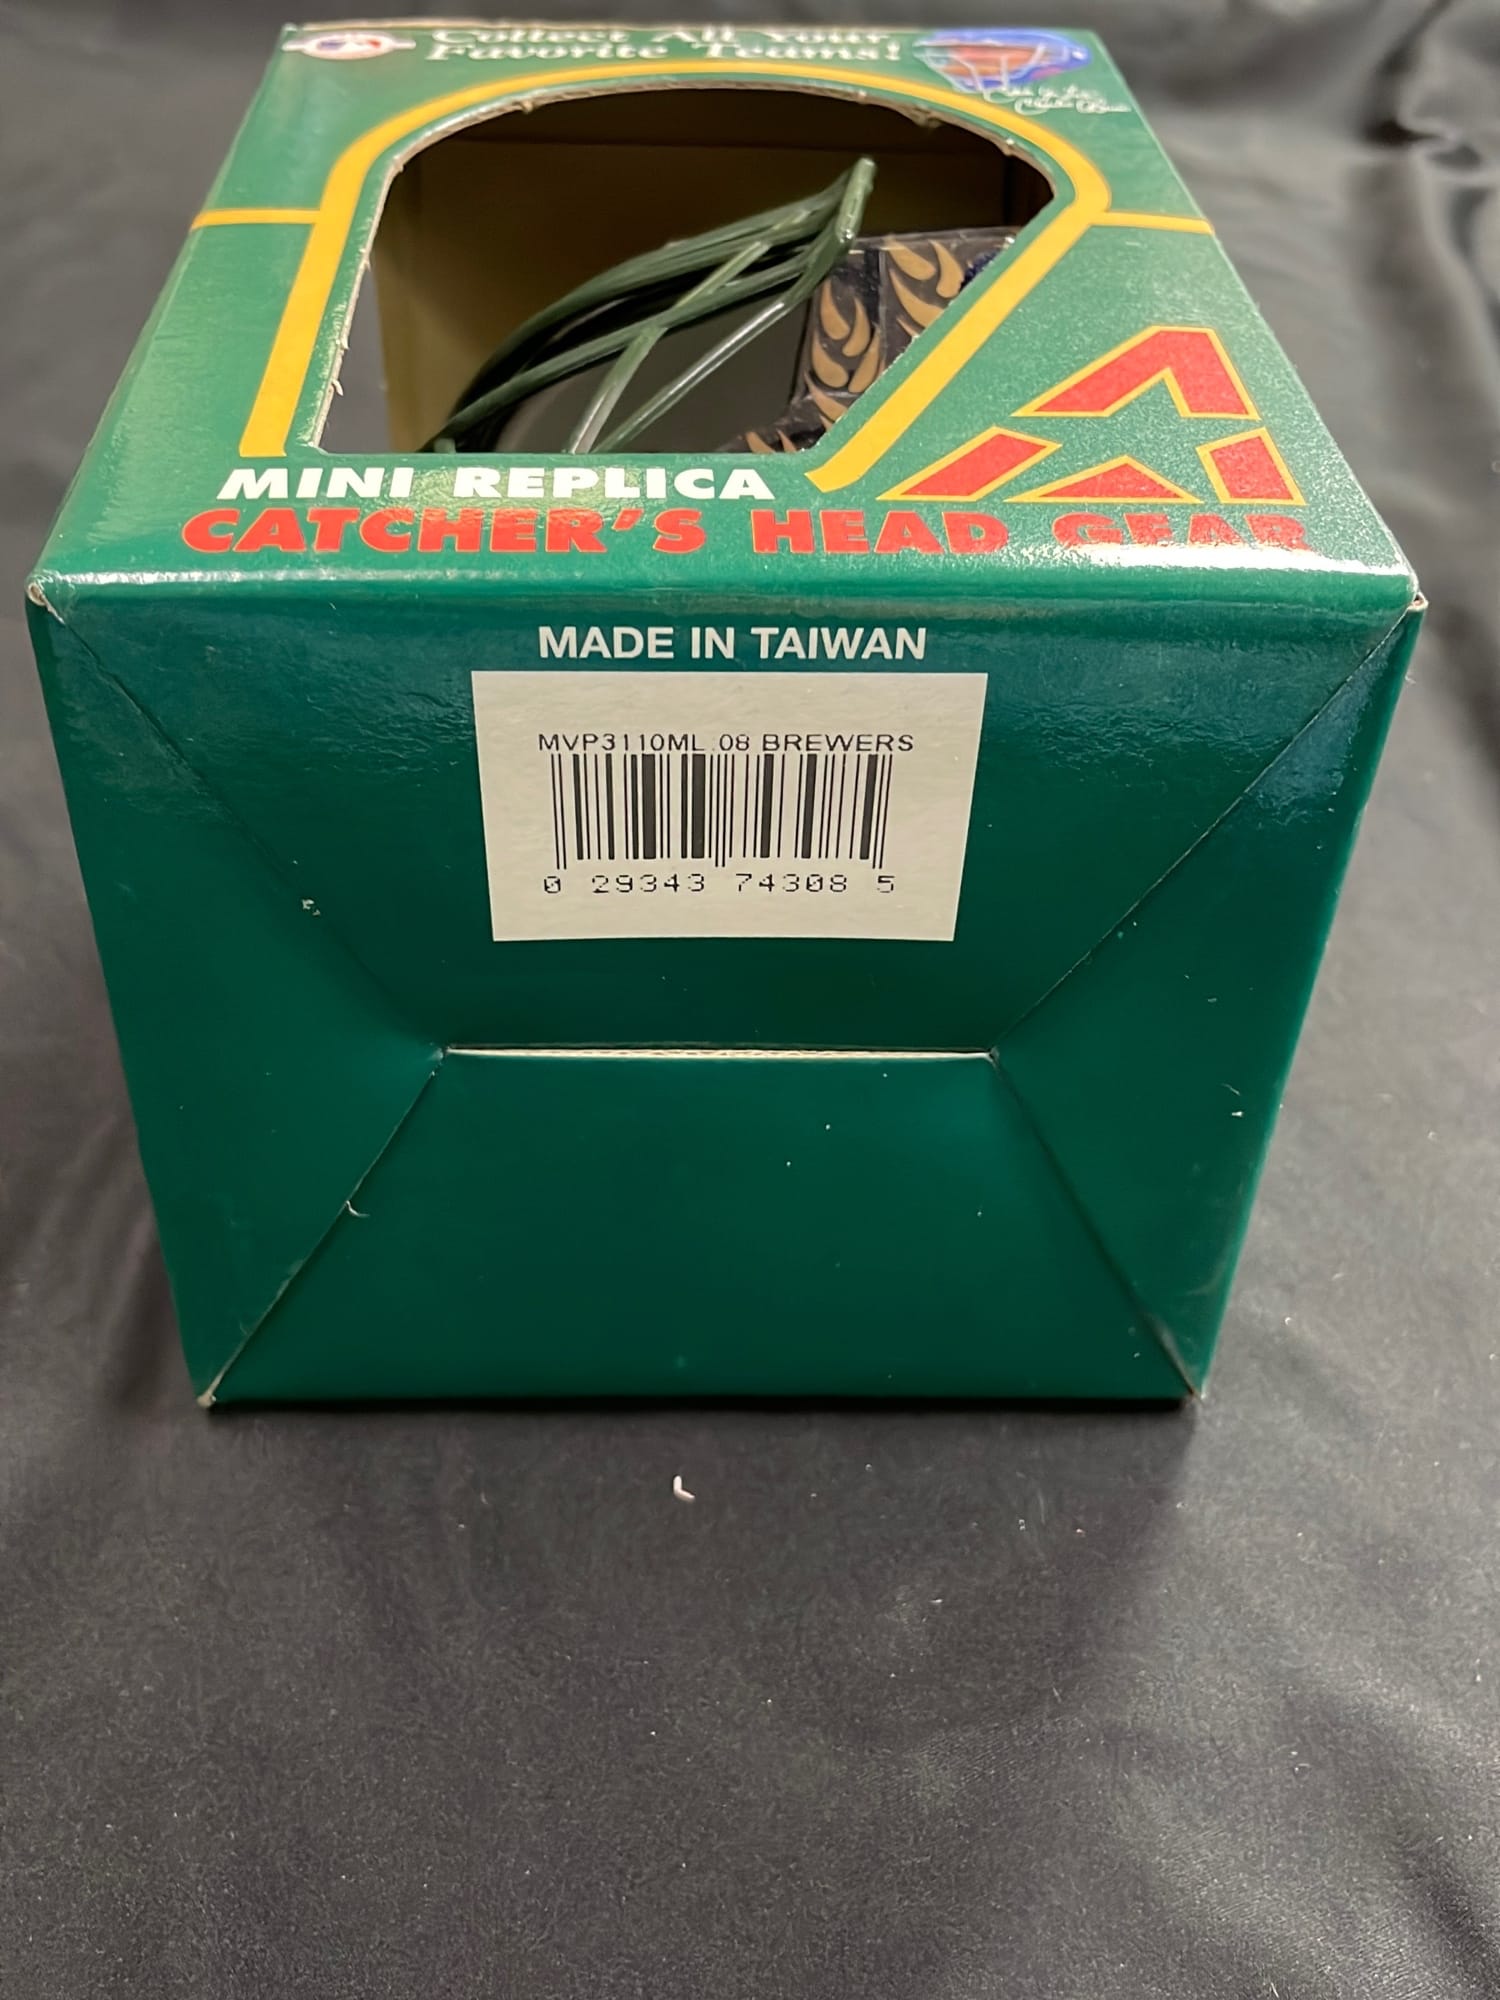 Collect All Your
Favorite Teams!
MINI REPLICA
CATCHER'S HEAD GEAR
MADE IN TAIWAN
MVP3110ML.08 BREWERS
0 29343 74308 5